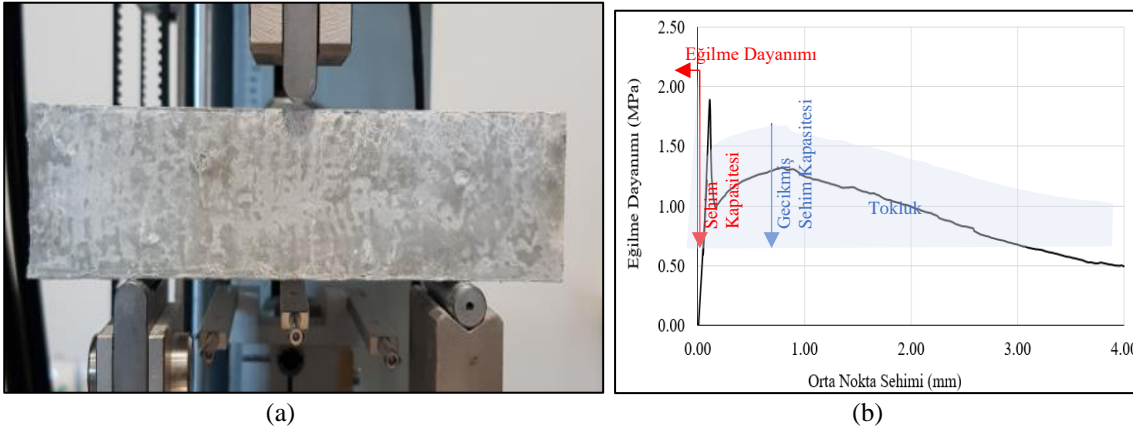 2.50
2.00
1.50
1.00
0.50
0.00
Eğilme Dayanımı (MPa)
Eğilme Dayanımı
Sehim
Kapasitesi
Gecikmiş
Sehim Kapasitesi
Tokluk
0.00 1.00 2.00 3.00 4.00
Orta Nokta Sehimi (mm)
(a)
(b)